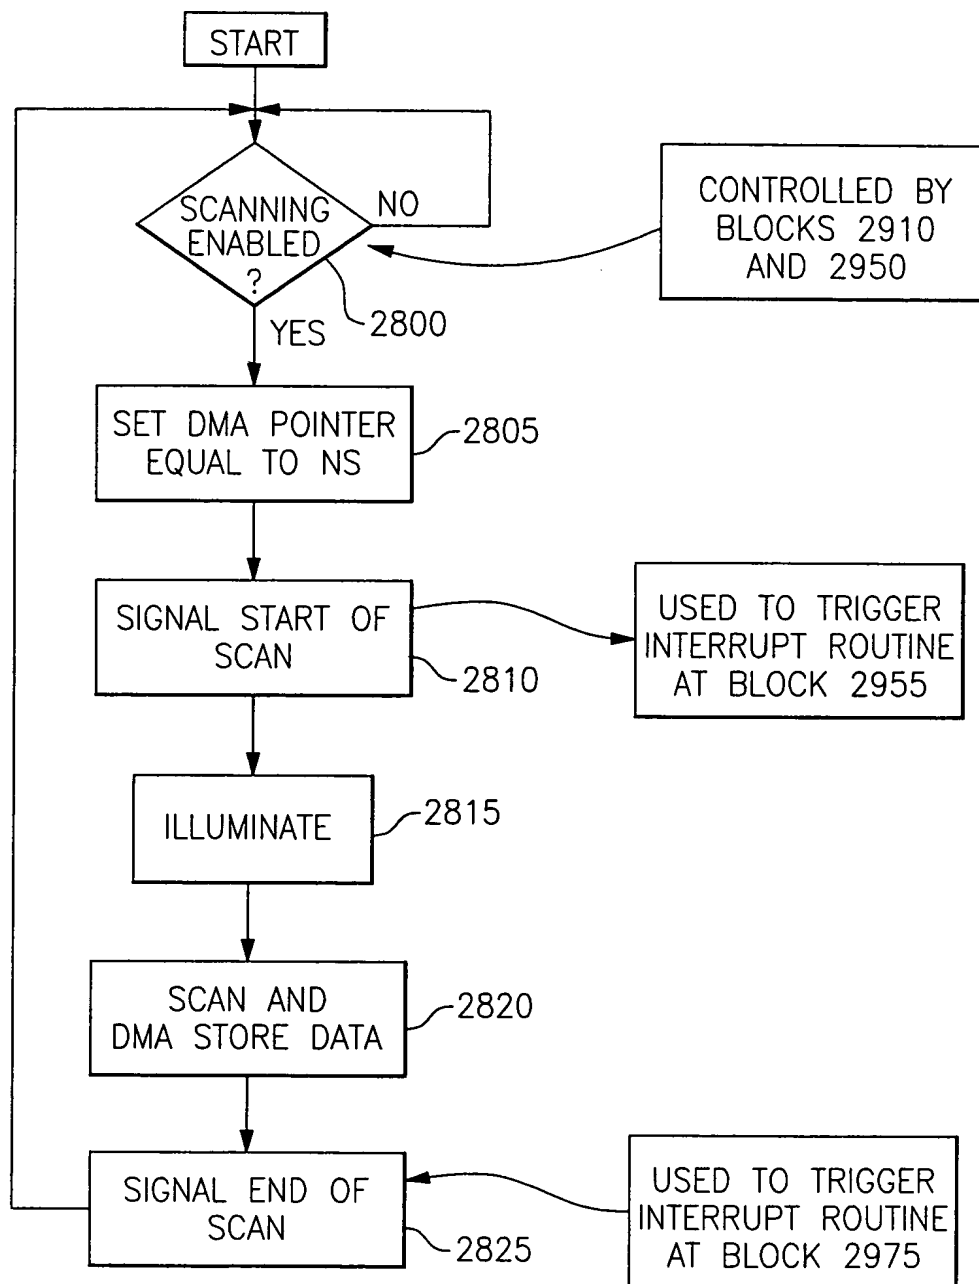 START
SCANNING
ENABLED
?
NO
2800
YES
CONTROLLED BY
BLOCKS 2910
AND 2950
SET DMA POINTER
EQUAL TO NS
2805
SIGNAL START OF
SCAN
2810
USED TO TRIGGER
INTERRUPT ROUTINE
AT BLOCK 2955
ILLUMINATE
2815
SCAN AND
DMA STORE DATA
2820
SIGNAL END OF
SCAN
2825
USED TO TRIGGER
INTERRUPT ROUTINE
AT BLOCK 2975